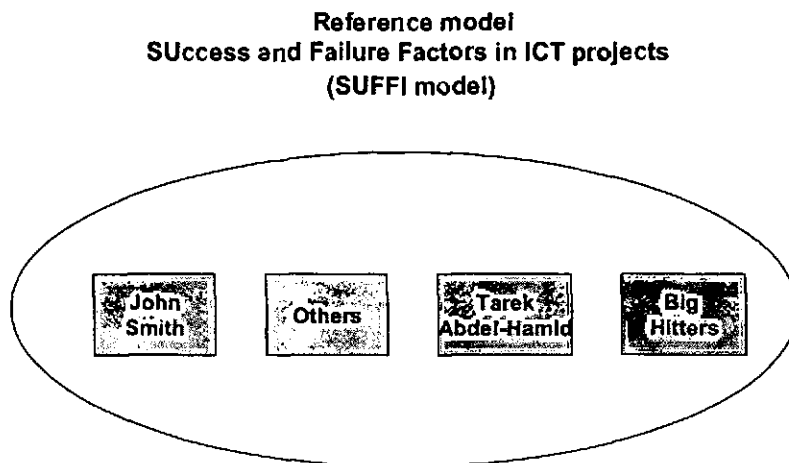 Reference model
SUccess and Failure Factors in ICT projects
(SUFFI model)
John
Smith
Others
Tarek
Abdel-Hamid
Big
Hitters